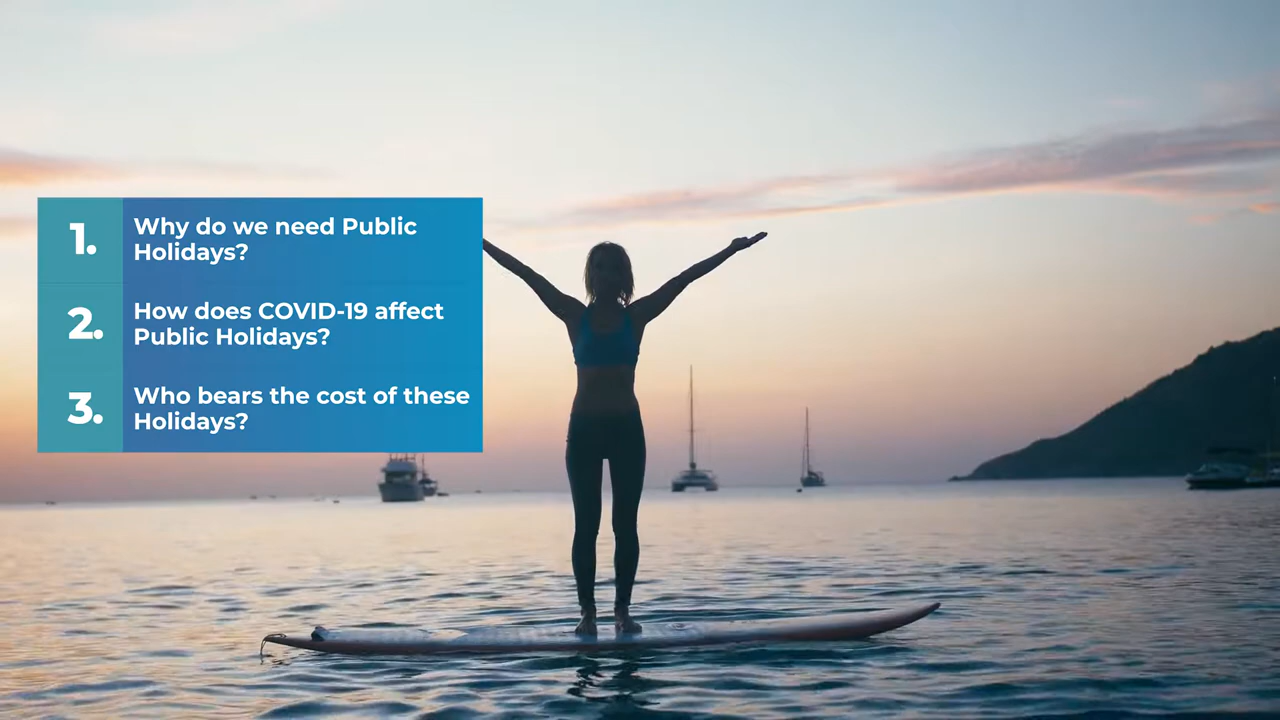 1. Why do we need Public
Holidays?
2. How does COVID-19 affect
Public Holidays?
3. Who bears the cost of these
Holidays?